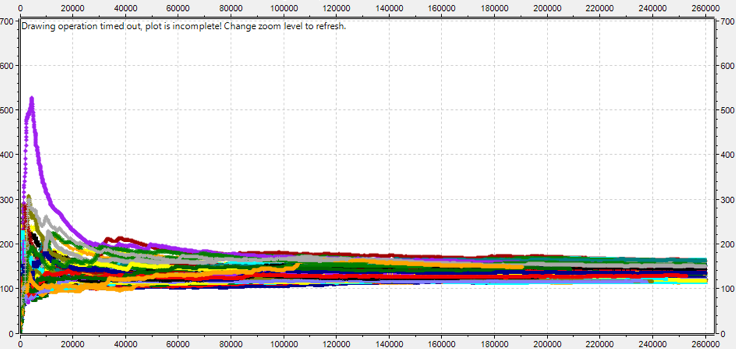 0 20000 40000 60000 80000 100000 120000 140000 160000 180000 200000 220000 240000 260000
700 700
Drawing operation timed out, plot is incomplete! Change zoom level to refresh.
600 600
500 500
400 400
300 300
200 200
100 100
0 0
0 20000 40000 60000 80000 100000 120000 140000 160000 180000 200000 220000 240000 260000